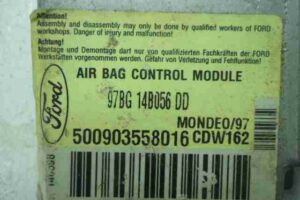 Attention!
Assembly and disassembly may only be done by qualified workers of FORD
workshops. Danger of injury and malfunction!
Achtung!
Montage und Demontage darf nur von qualifizierten Fachkräften der FORD
Werkstätten vorgenommen werden. Gefahr von Verletzung und Fehlfunktion!
Ford
AIR BAG CONTROL MODULE
97BG 14B056 DD
MONDEO/97
500903558016 CDW162